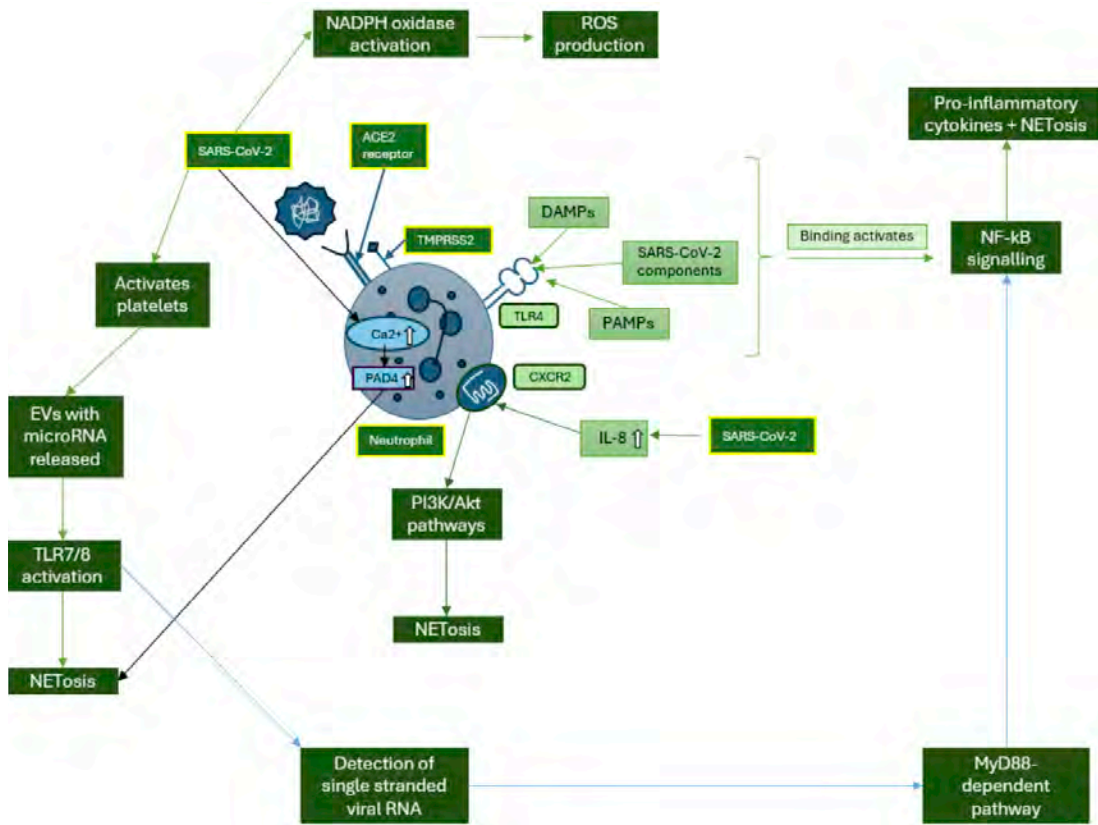 NADPH oxidase
activation
ROS
production
Pro-inflammatory
cytokines + NETosis
ACE2
receptor
SARS-CoV-2
DAMPs
TMPRSS2
SARS-CoV-2
components
Binding activates
NF-kB
signalling
Activates
platelets
TLR4
PAMPs
Ca2+
PAD4
CXCR2
EVs with
microRNA
released
Neutrophil
IL-8
SARS-CoV-2
PI3K/Akt
pathways
TLR7/8
activation
NETosis
NETosis
Detection of
single stranded
viral RNA
MyD88-
dependent
pathway